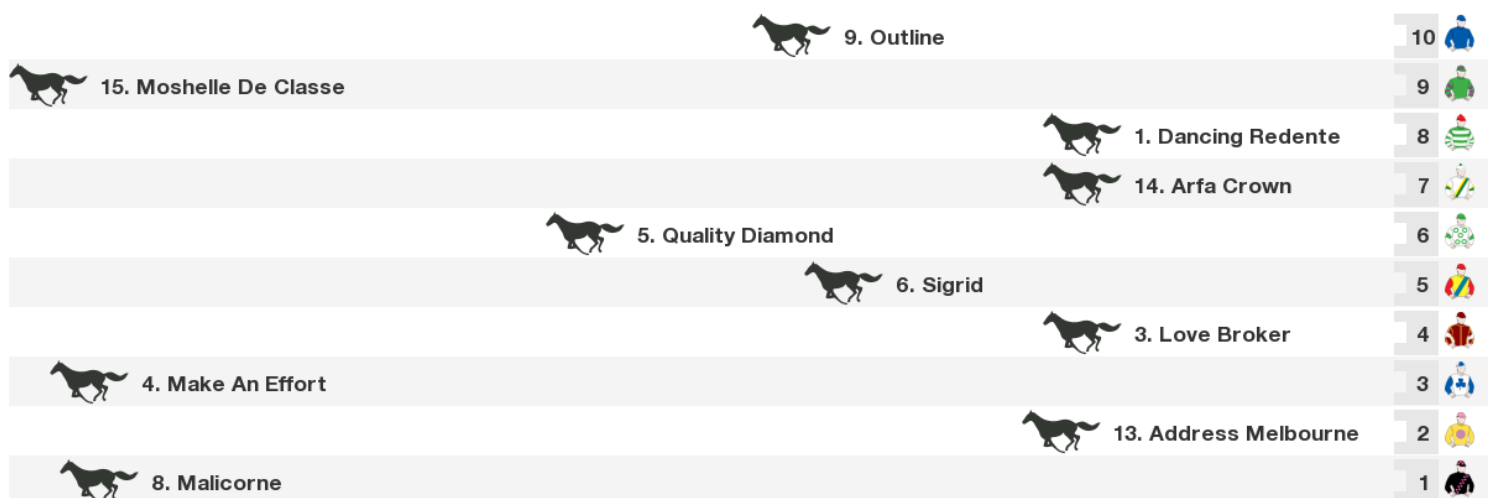 9. Outline 10
15. Moshelle De Classe 9
1. Dancing Redente 8
14. Arfa Crown 7
5. Quality Diamond 6
6. Sigrid 5
3. Love Broker 4
4. Make An Effort 3
13. Address Melbourne 2
8. Malicorne 1